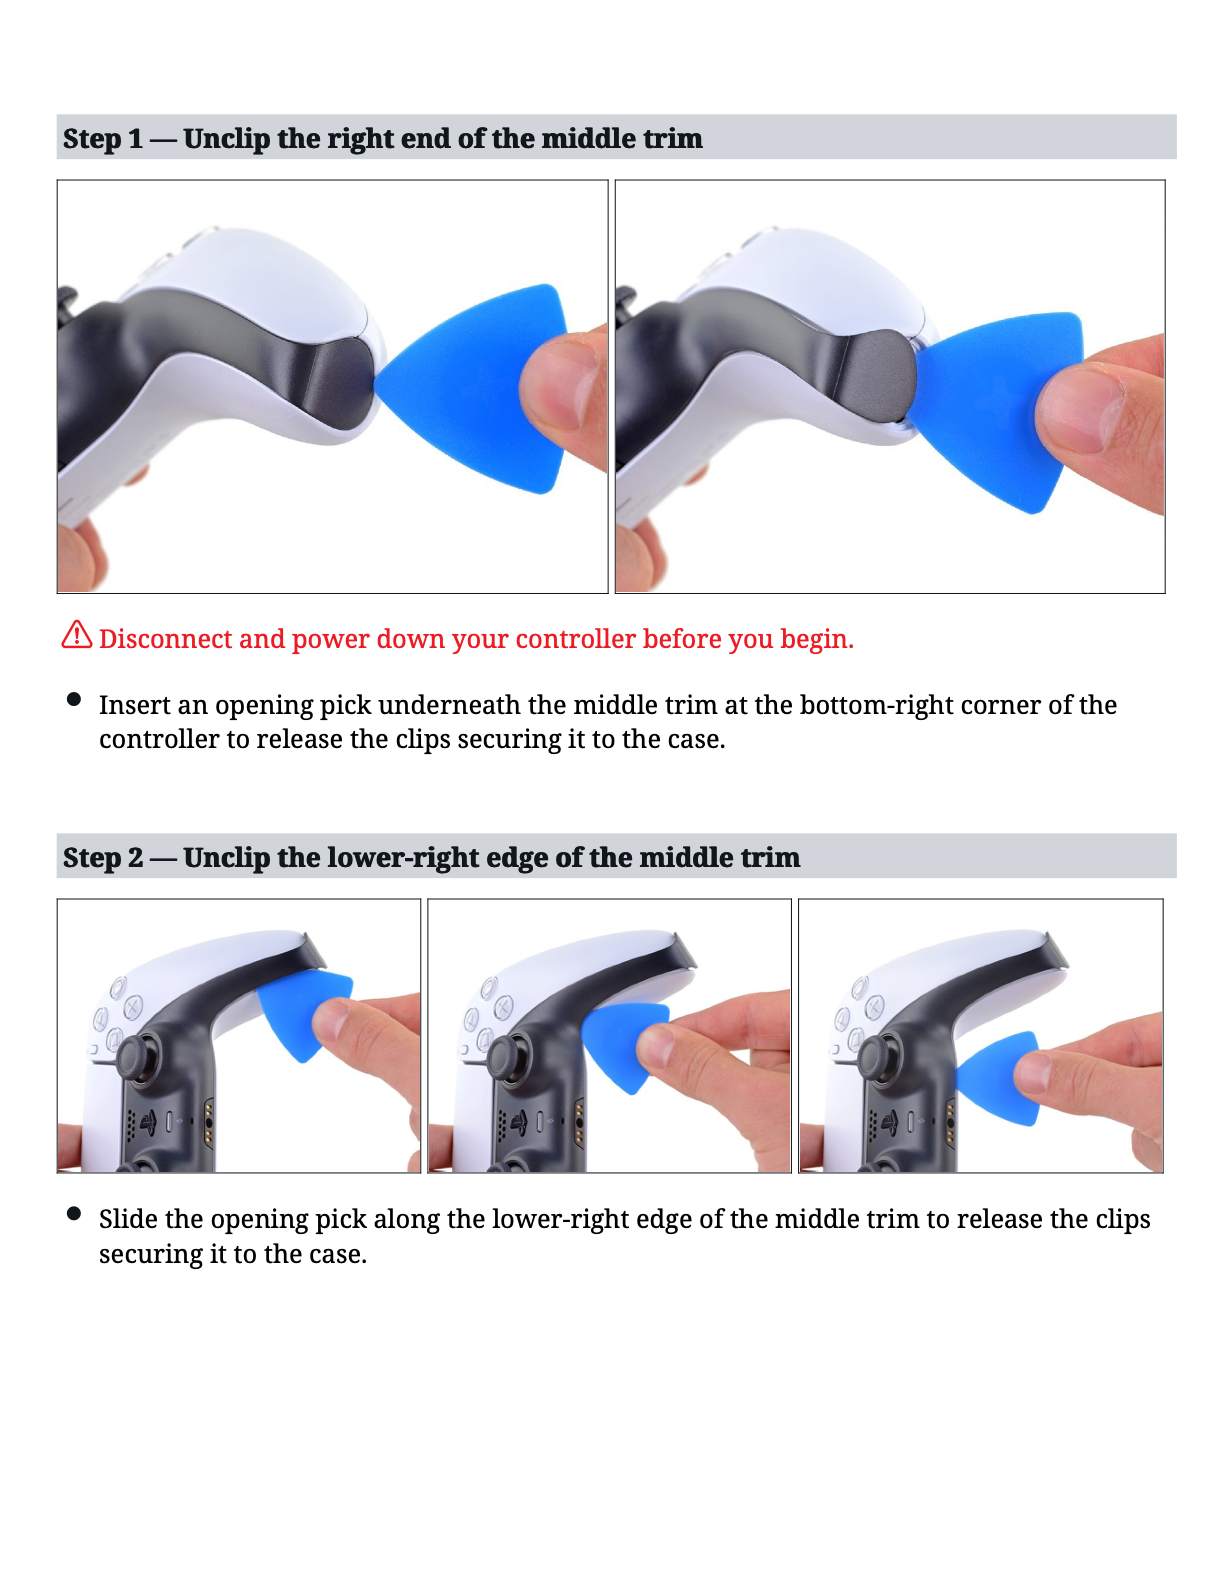 Step 1 — Unclip the right end of the middle trim
Disconnect and power down your controller before you begin.
Insert an opening pick underneath the middle trim at the bottom-right corner of the
controller to release the clips securing it to the case.
Step 2 — Unclip the lower-right edge of the middle trim
Slide the opening pick along the lower-right edge of the middle trim to release the clips
securing it to the case.